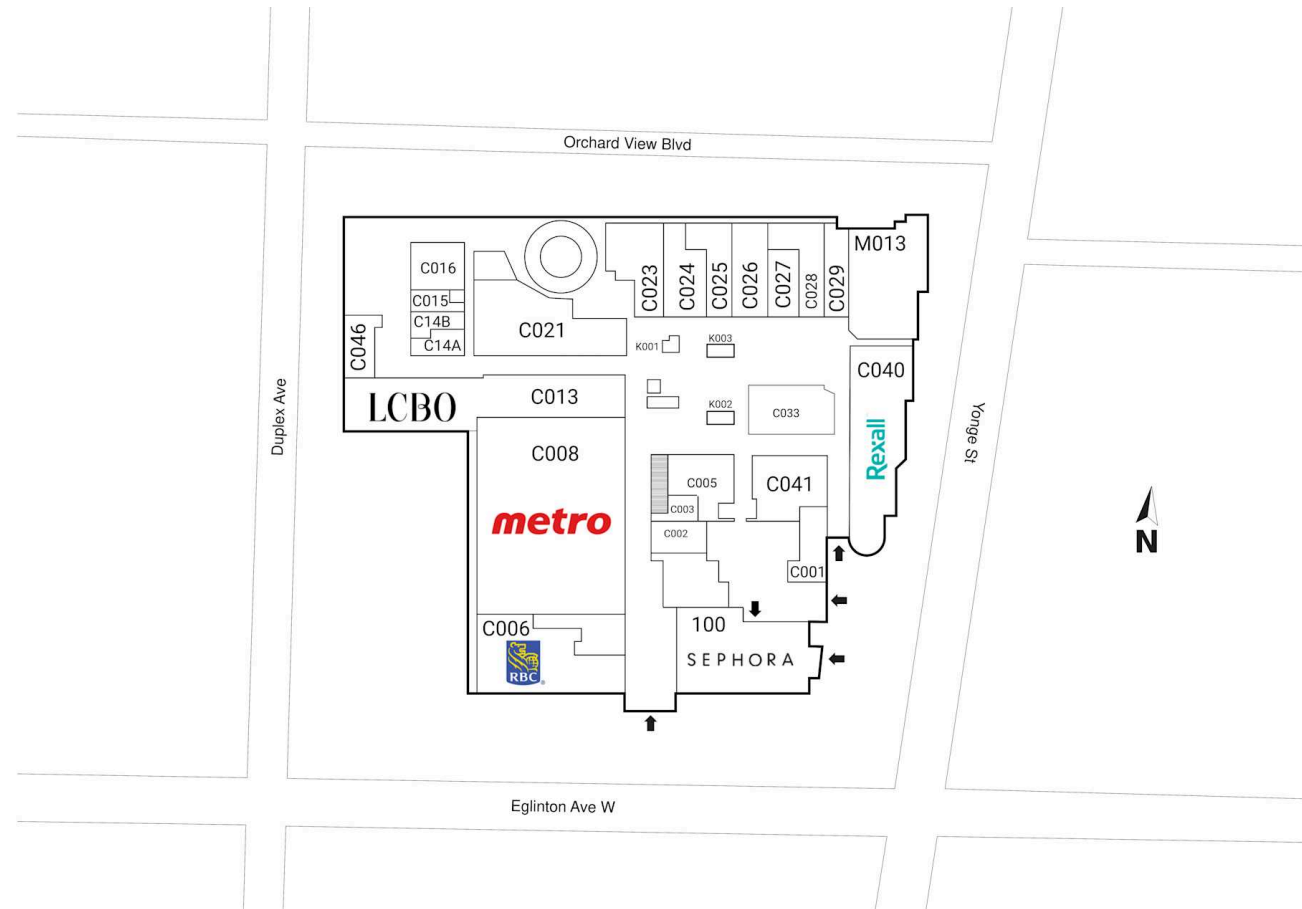 Orchard View Blvd
M013
C016
C023
C024
C025
C026
C027
C028
C029
C015
C14B
C14A
C021
C046
K001
K003
C040
Duplex Ave
LCBO
C013
K002
C033
Yonge St
Rexall
C008
metro
C005
C041
C003
C002
C001
N
C006
RBC
®
100
SEPHORA
Eglinton Ave W